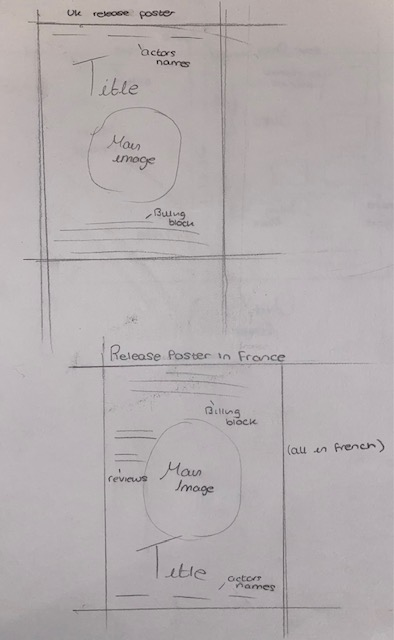 UK release poster
actors
names
Title
Main
image
Billing
block
Release Poster in France
Billing
block
(all in French)
reviews
Main
Image
Title
actors
names